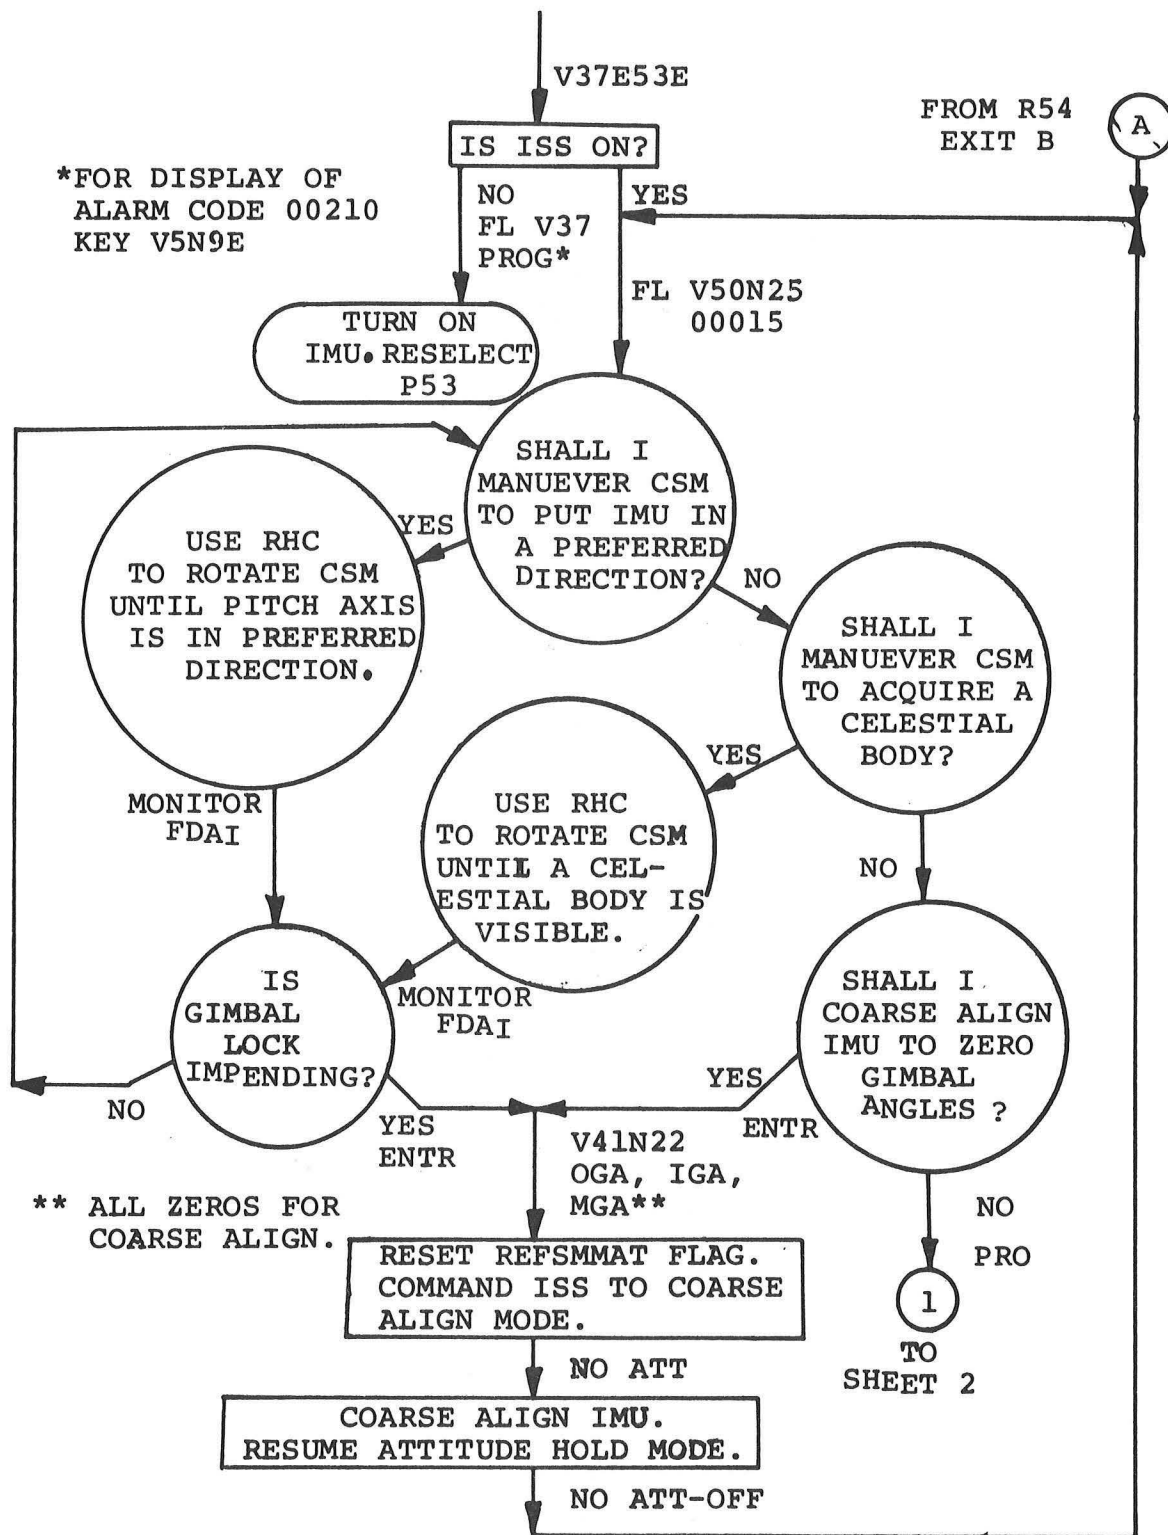 V37E53E
IS ISS ON?
FROM R54
EXIT B
A
*FOR DISPLAY OF
ALARM CODE 00210
KEY V5N9E
NO
FL V37
PROG*
YES
FL V50N25
00015
TURN ON
IMU. RESELECT
P53
SHALL I
MANUEVER CSM
TO PUT IMU IN
A PREFERRED
DIRECTION?
YES
USE RHC
TO ROTATE CSM
UNTIL PITCH AXIS
IS IN PREFERRED
DIRECTION.
NO
SHALL I
MANUEVER CSM
TO ACQUIRE A
CELESTIAL
BODY?
YES
USE RHC
TO ROTATE CSM
UNTIL A CEL-
ESTIAL BODY IS
VISIBLE.
MONITOR
FDAI
NO
IS
GIMBAL
LOCK
IMPENDING?
MONITOR
FDAI
SHALL I
COARSE ALIGN
IMU TO ZERO
GIMBAL
ANGLES ?
NO
YES
ENTR
YES
ENTR
V41N22
OGA, IGA,
MGA**
** ALL ZEROS FOR
COARSE ALIGN.
NO
PRO
RESET REFSMMAT FLAG.
COMMAND ISS TO COARSE
ALIGN MODE.
1
TO
SHEET 2
NO ATT
COARSE ALIGN IMU.
RESUME ATTITUDE HOLD MODE.
NO ATT-OFF